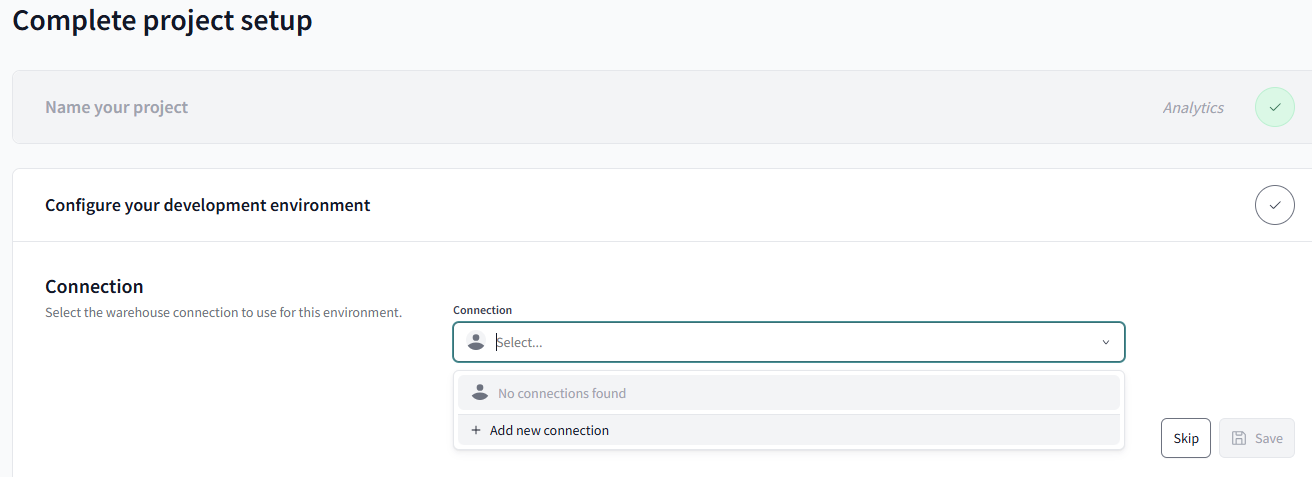 Complete project setup
Name your project
Analytics
Configure your development environment
Connection
Select the warehouse connection to use for this environment.
Connection
Select...
No connections found
+ Add new connection
Skip
Save